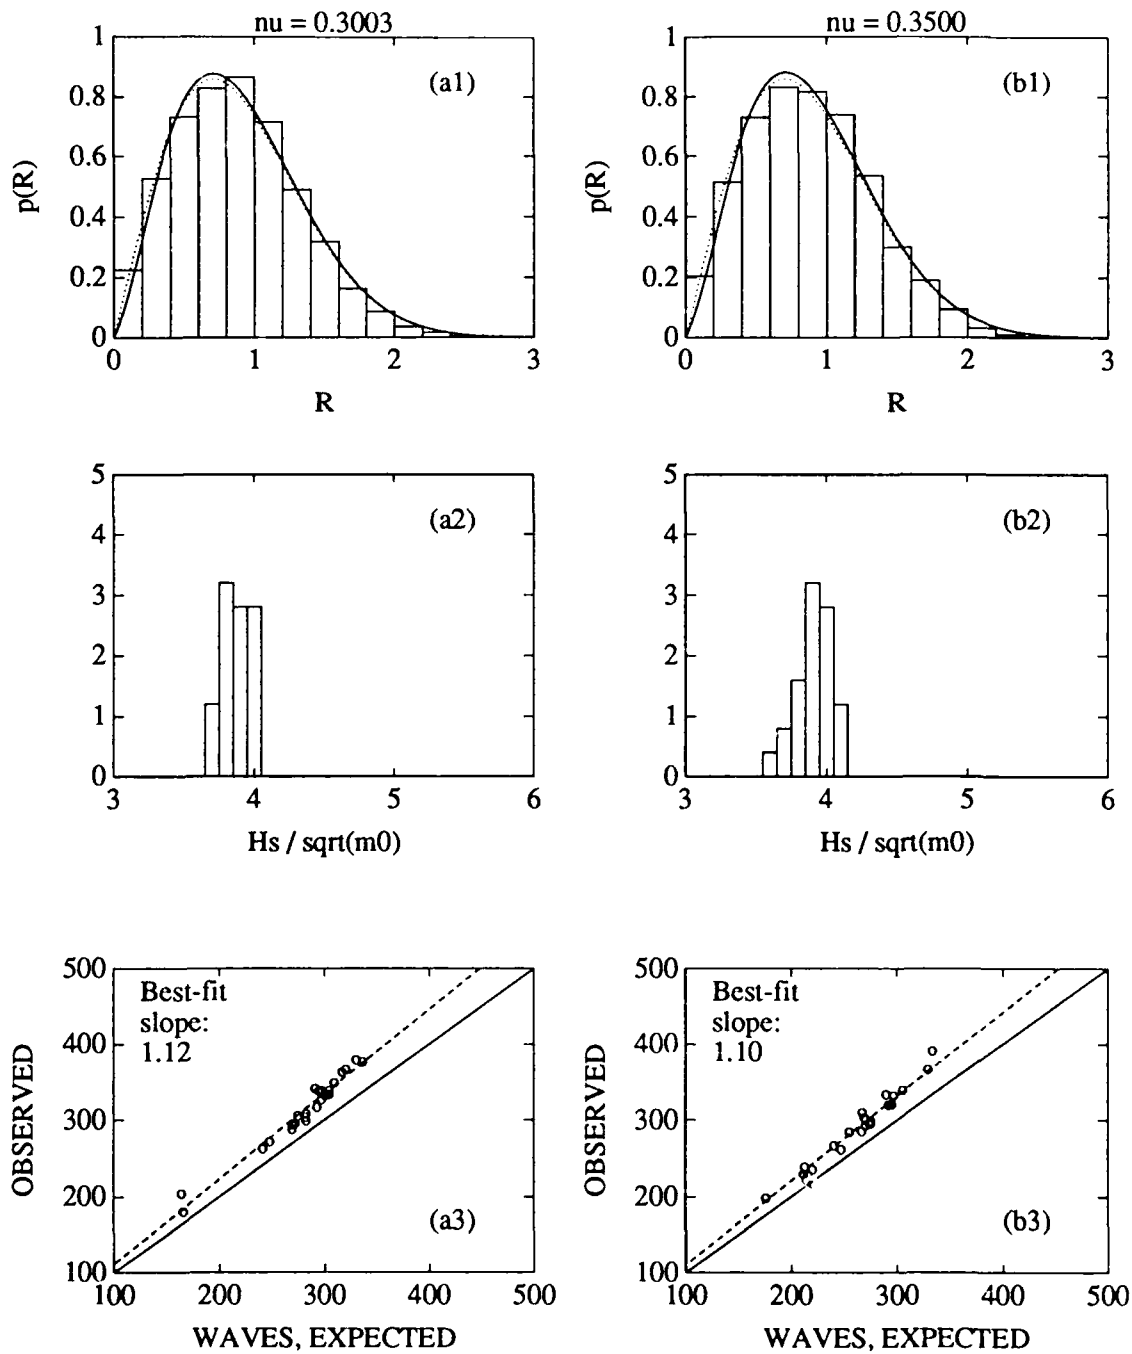 nu = 0.3003
1
0.8
0.6
0.4
0.2
0
p(R)
(a1)
0 1 2 3
R
nu = 0.3500
1
0.8
0.6
0.4
0.2
0
p(R)
(b1)
0 1 2 3
R
5
4
3
2
1
0
(a2)
3 4 5 6
Hs / sqrt(m0)
5
4
3
2
1
0
(b2)
3 4 5 6
Hs / sqrt(m0)
500
400
300
200
100
OBSERVED
Best-fit
slope:
1.12
(a3)
100 200 300 400 500
WAVES, EXPECTED
500
400
300
200
100
OBSERVED
Best-fit
slope:
1.10
(b3)
100 200 300 400 500
WAVES, EXPECTED